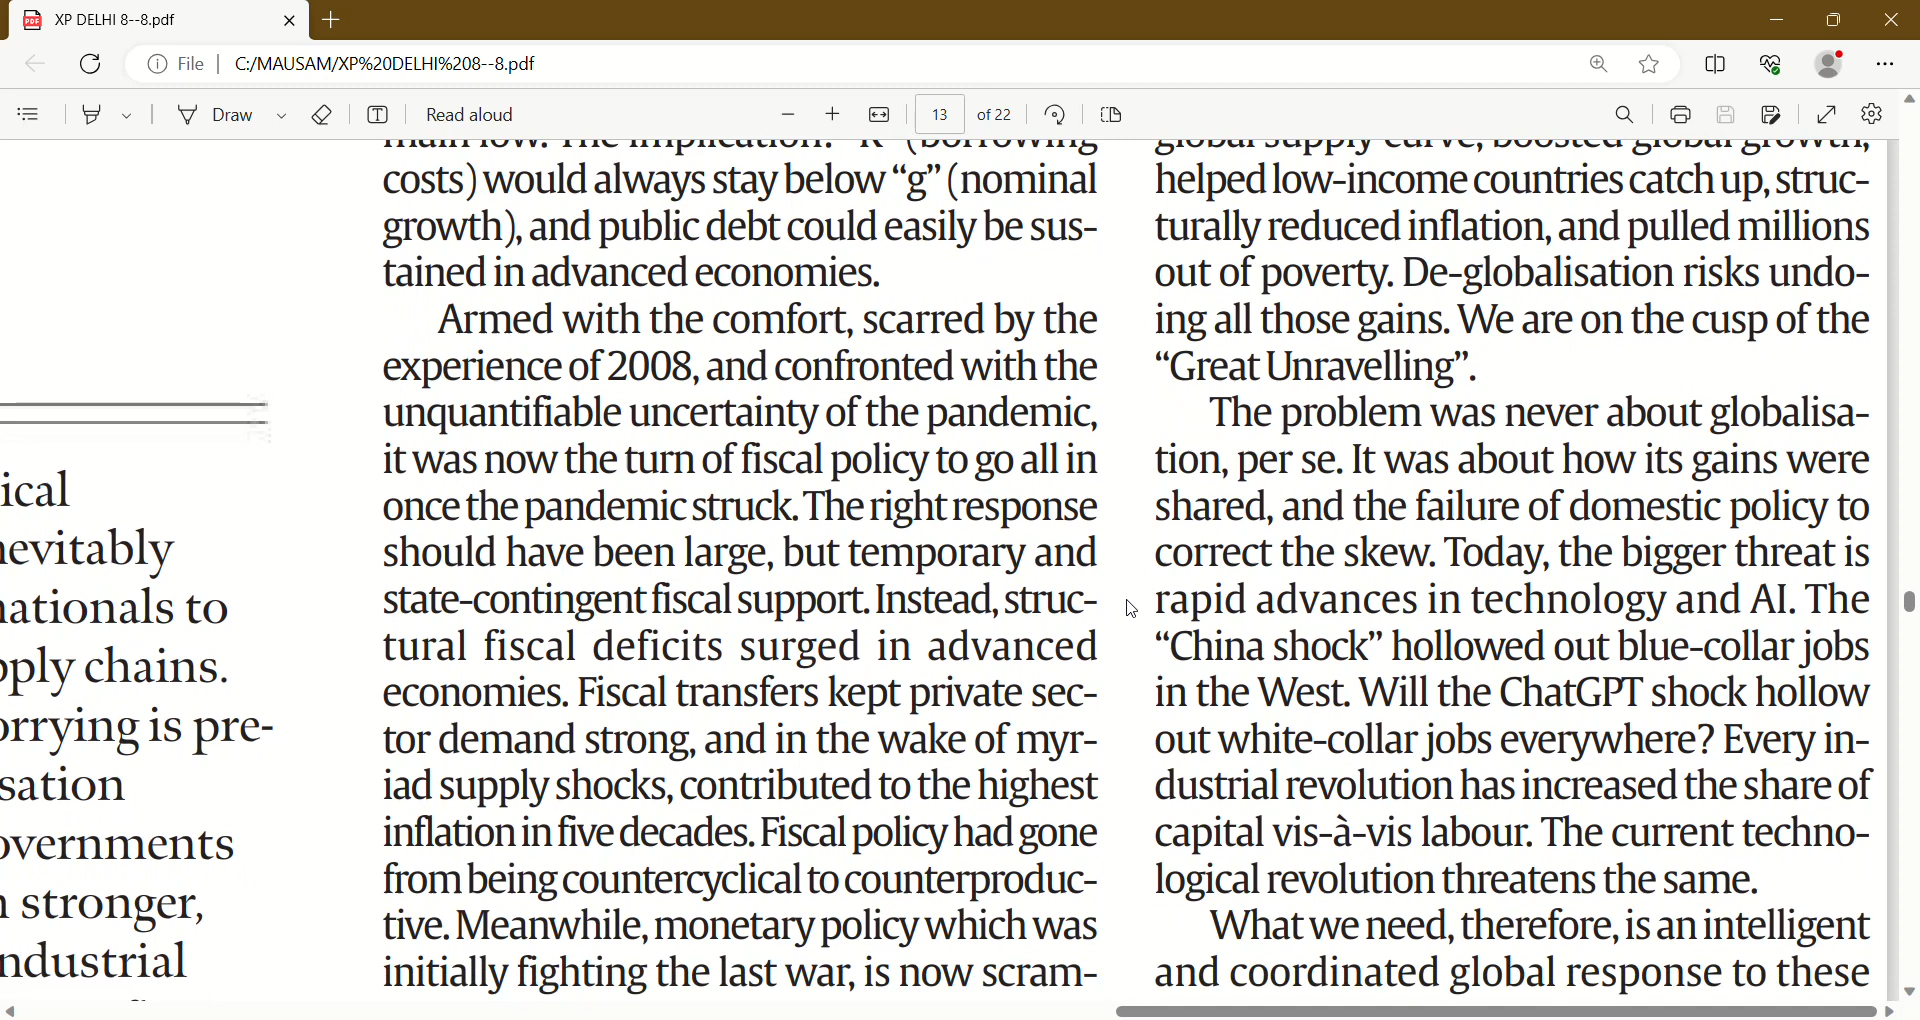 XP DELHI 8--8.pdf
File
C:/MAUSAM/XP%20DELHI%208--8.pdf
Draw
Read aloud
13
of 22
ical
nevitably
nationals to
pply chains.
orrying is pre-
sation
overnments
n stronger,
ndustrial
main low. The implication: "R" (borrowing
costs) would always stay below “g” (nominal
growth), and public debt could easily be sus-
tained in advanced economies.
Armed with the comfort, scarred by the
experience of 2008, and confronted with the
unquantifiable uncertainty of the pandemic,
it was now the turn of fiscal policy to go all in
once the pandemic struck. The right response
should have been large, but temporary and
state-contingent fiscal support. Instead, struc-
tural fiscal deficits surged in advanced
economies. Fiscal transfers kept private sec-
tor demand strong, and in the wake of myr-
iad supply shocks, contributed to the highest
inflation in five decades. Fiscal policy had gone
from being countercyclical to counterproduc-
tive. Meanwhile, monetary policy which was
initially fighting the last war, is now scram-
global supply curve, boosted global growth,
helped low-income countries catch up, struc-
turally reduced inflation, and pulled millions
out of poverty. De-globalisation risks undo-
ing all those gains. We are on the cusp of the
“Great Unravelling”.
The problem was never about globalisa-
tion, per se. It was about how its gains were
shared, and the failure of domestic policy to
correct the skew. Today, the bigger threat is
rapid advances in technology and AI. The
“China shock” hollowed out blue-collar jobs
in the West. Will the ChatGPT shock hollow
out white-collar jobs everywhere? Every in-
dustrial revolution has increased the share of
capital vis-à-vis labour. The current techno-
logical revolution threatens the same.
What we need, therefore, is an intelligent
and coordinated global response to these